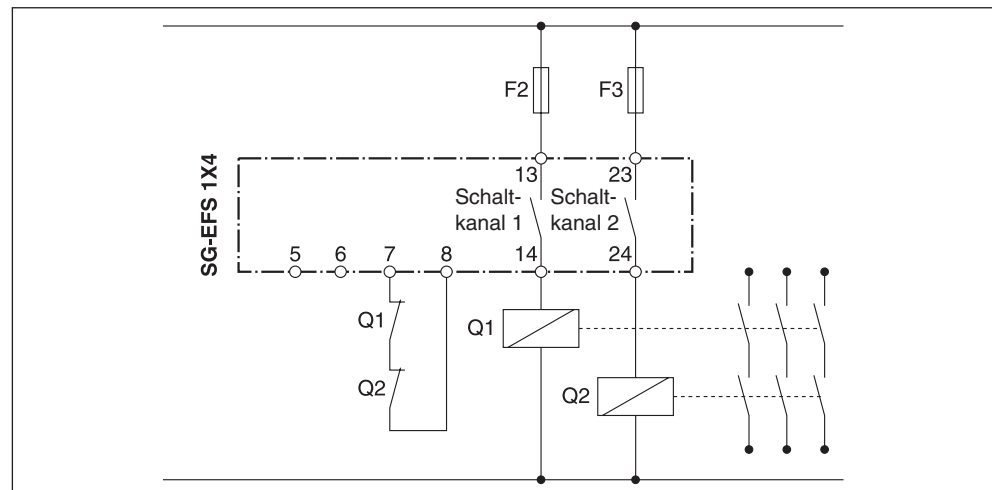 F2
F3
SG-EFS 1X4
13
23
Schalt-
kanal 1
Schalt-
kanal 2
5
6
7
8
14
24
Q1
Q1
Q2
Q2